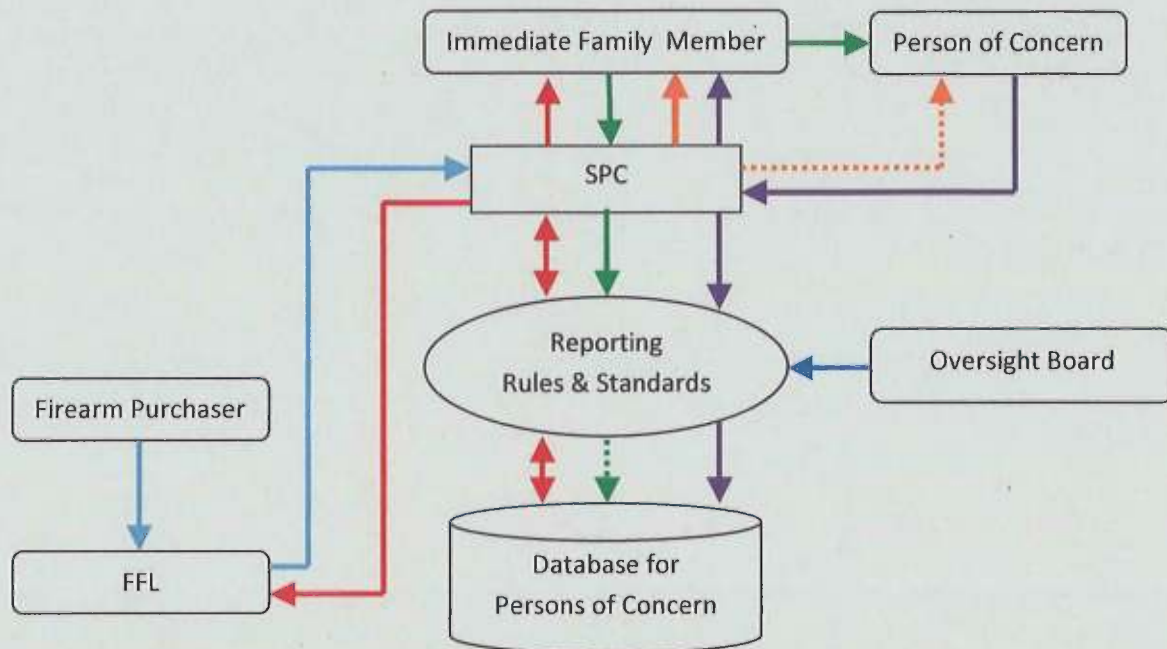 Immediate Family Member
Person of Concern
SPC
Reporting
Rules & Standards
Oversight Board
Firearm Purchaser
FFL
Database for
Persons of Concern